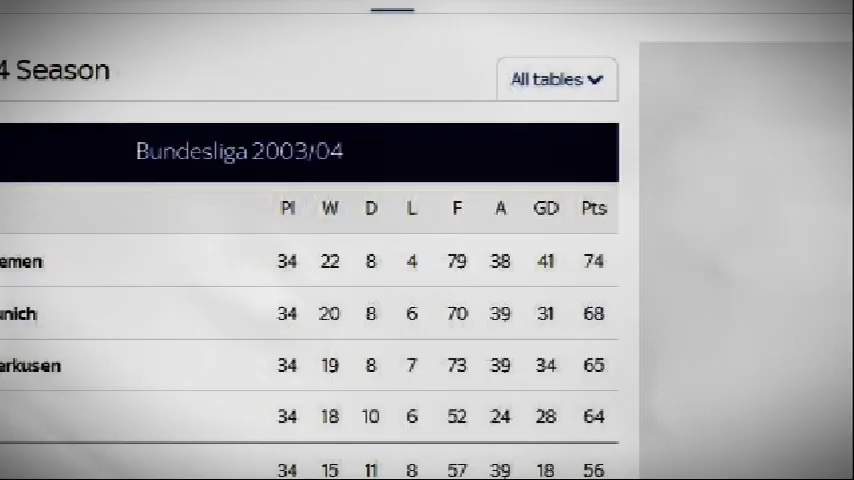 4 Season
All tables
Bundesliga 2003/04
Pl W D L F A GD Pts
emen 34 22 8 4 79 38 41 74
unich 34 20 8 6 70 39 31 68
erkusen 34 19 8 7 73 39 34 65
34 18 10 6 52 24 28 64
34 15 11 8 57 39 18 56